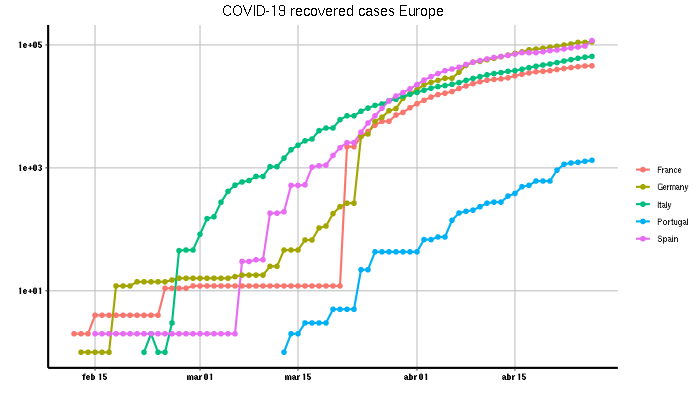 COVID-19 recovered cases Europe
1e+05
1e+03
1e+01
feb 15
mar 01
mar 15
abr 01
abr 15
France
Germany
Italy
Portugal
Spain